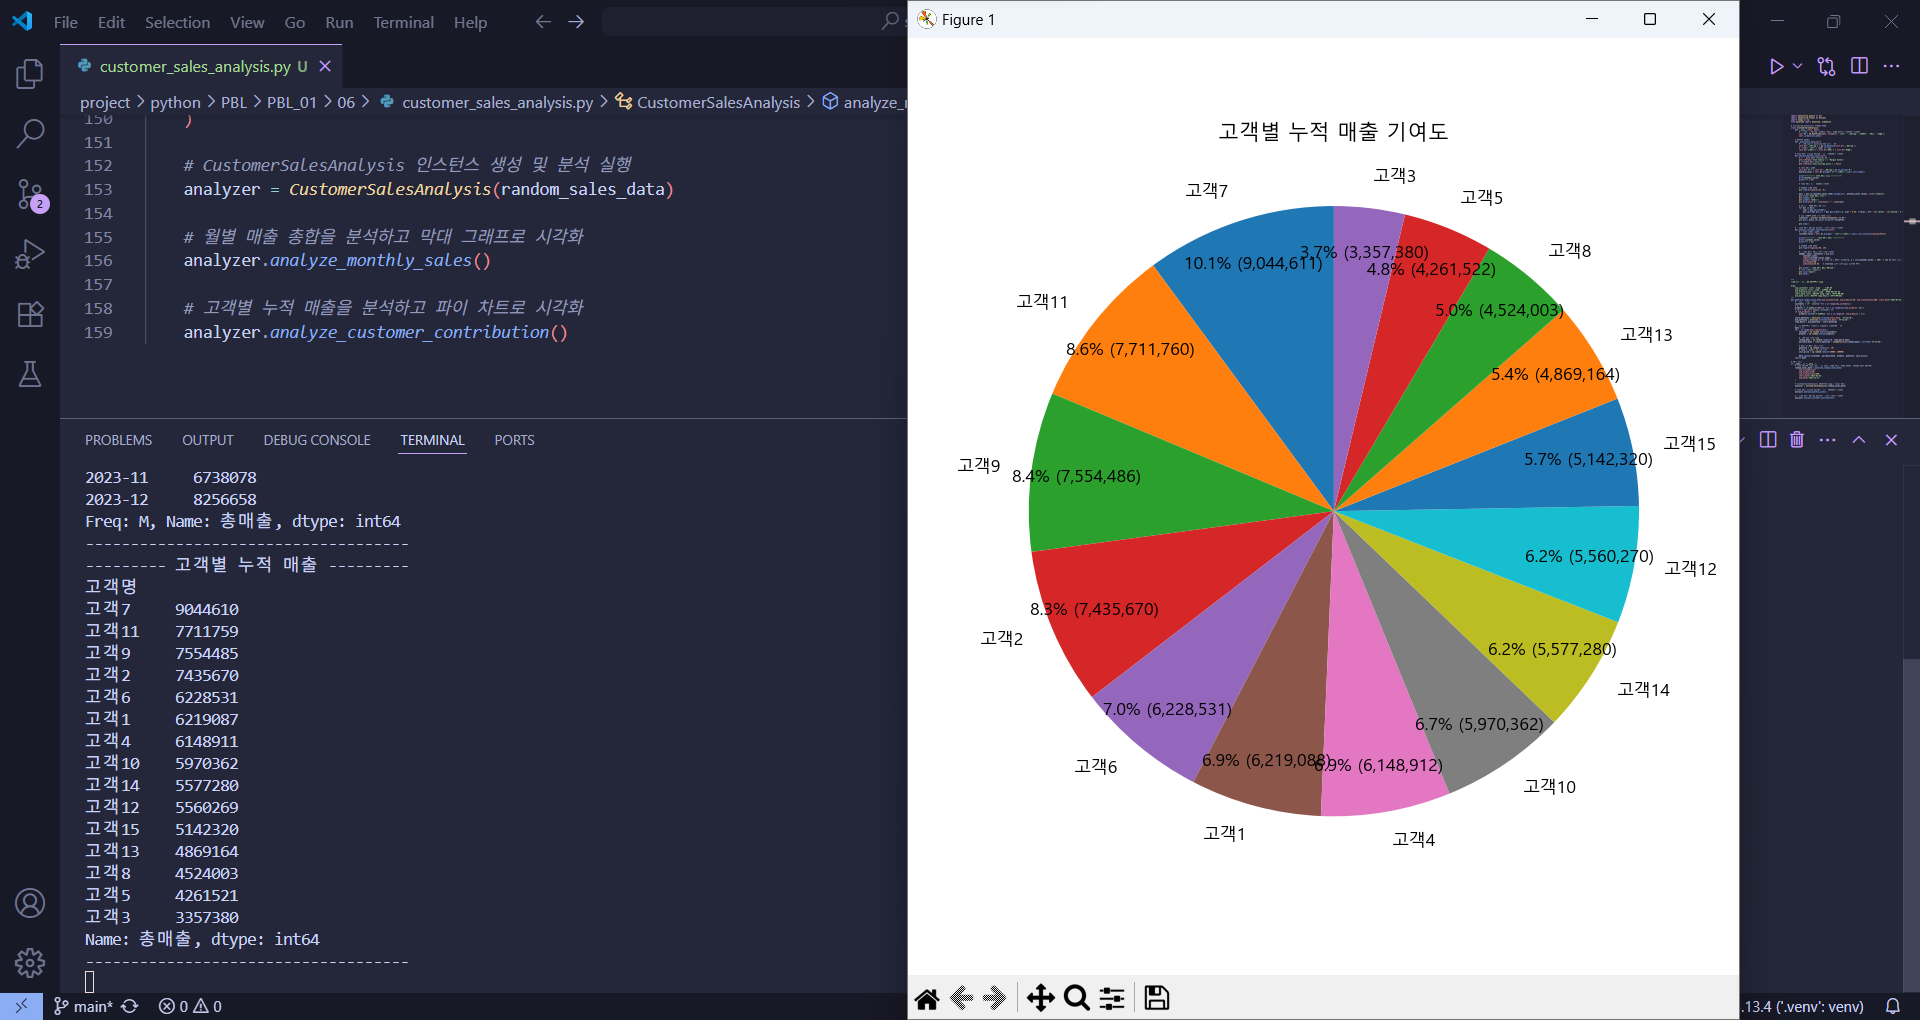 File Edit Selection View Go Run Terminal Help
customer_sales_analysis.py U
project > python > PBL > PBL_01 > 06 > customer_sales_analysis.py > CustomerSalesAnalysis >
150 )
151
152 # CustomerSalesAnalysis 인스턴스 생성 및 분석 실행
153 analyzer = CustomerSalesAnalysis(random_sales_data)
154
155 # 월별 매출 총합을 분석하고 막대 그래프로 시각화
156 analyzer.analyze_monthly_sales()
157
158 # 고객별 누적 매출을 분석하고 파이 차트로 시각화
159 analyzer.analyze_customer_contribution()
PROBLEMS OUTPUT DEBUG CONSOLE TERMINAL PORTS
2023-11 6738078
2023-12 8256658
Freq: M, Name: 총매출, dtype: int64
------------------------------------
--------- 고객별 누적 매출 ---------
고객명
고객7 9044610
고객11 7711759
고객9 7554485
고객2 7435670
고객6 6228531
고객1 6219087
고객4 6148911
고객10 5970362
고객14 5577280
고객12 5560269
고객15 5142320
고객13 4869164
고객8 4524003
고객5 4261521
고객3 3357380
Name: 총매출, dtype: int64
------------------------------------
2
main* 0 0
.13.4 ('.venv': venv)
Figure 1
고객별 누적 매출 기여도
고객7
10.1% (9,044,611)
고객11
8.6% (7,711,760)
고객9
8.4% (7,554,486)
고객2
8.3% (7,435,670)
고객6
7.0% (6,228,531)
고객1
6.9% (6,219,088)
고객4
6.9% (6,148,912)
고객10
6.7% (5,970,362)
고객14
6.2% (5,577,280)
고객12
6.2% (5,560,270)
고객15
5.7% (5,142,320)
고객13
5.4% (4,869,164)
고객8
5.0% (4,524,003)
고객5
4.8% (4,261,522)
고객3
3.7% (3,357,380)